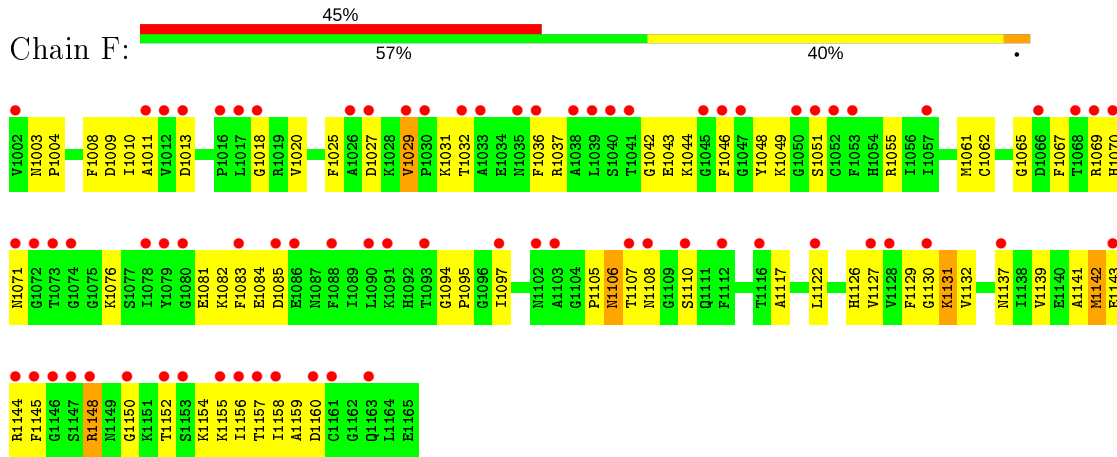 45%
Chain F:
57% 40% •
V1002 N1003 P1004 F1008 D1009 I1010 A1011 V1012 D1013 P1016 L1017 G1018 R1019 V1020 F1025 A1026 D1027 K1028 V1029 P1030 K1031 T1032 A1033 E1034 N1035 F1036 R1037 A1038 L1039 S1040 T1041 G1042 E1043 K1044 G1045 F1046 G1047 Y1048 K1049 G1050 S1051 C1052 F1053 H1054 R1055 I1056 I1057 M1061 C1062 G1065 D1066 F1067 T1068 R1069 H1070
N1071 G1072 T1073 G1074 G1075 K1076 S1077 I1078 Y1079 G1080 E1081 K1082 F1083 E1084 D1085 E1086 N1087 F1088 I1089 L1090 K1091 H1092 T1093 G1094 P1095 G1096 I1097 N1102 A1103 G1104 P1105 N1106 T1107 N1108 G1109 S1110 Q1111 F1112 T1116 A1117 L1122 H1126 V1127 V1128 F1129 G1130 K1131 V1132 N1137 T1138 V1139 E1140 A1141 M1142 E1143
R1144 F1145 G1146 S1147 R1148 N1149 G1150 K1151 T1152 S1153 K1154 K1155 I1156 T1157 I1158 A1159 D1160 C1161 G1162 Q1163 L1164 E1165